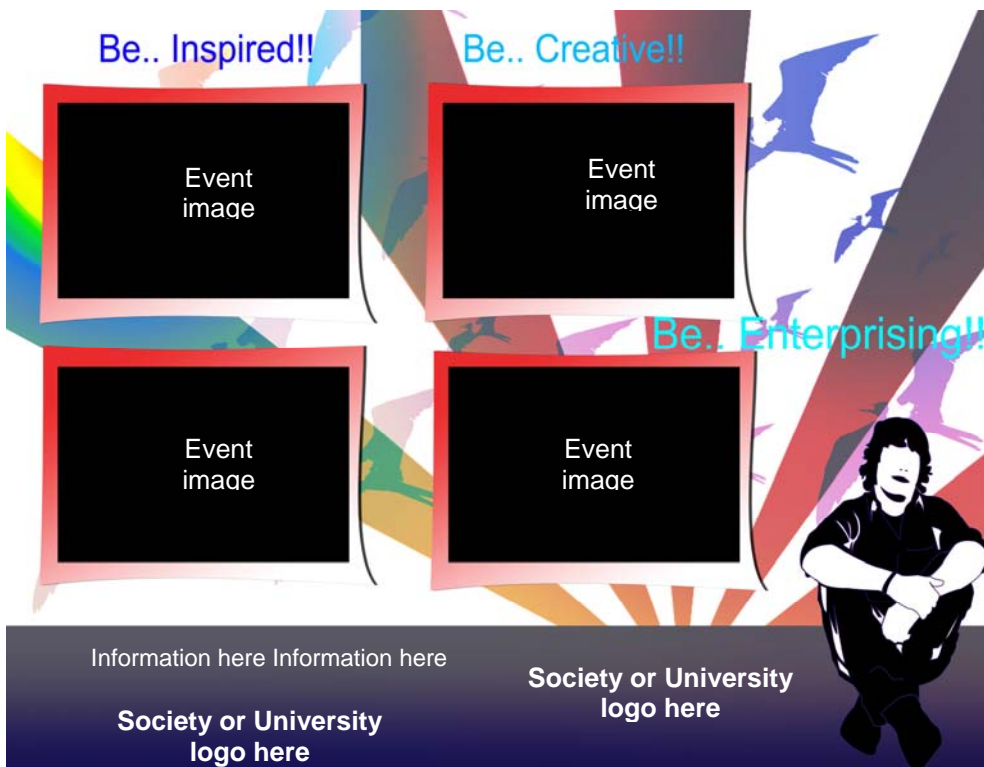 Be.. Inspired!!
Be.. Creative!!
Event
image
Event
image
Be.. Enterprising!!
Event
image
Event
image
Information here Information here
Society or University
logo here
Society or University
logo here